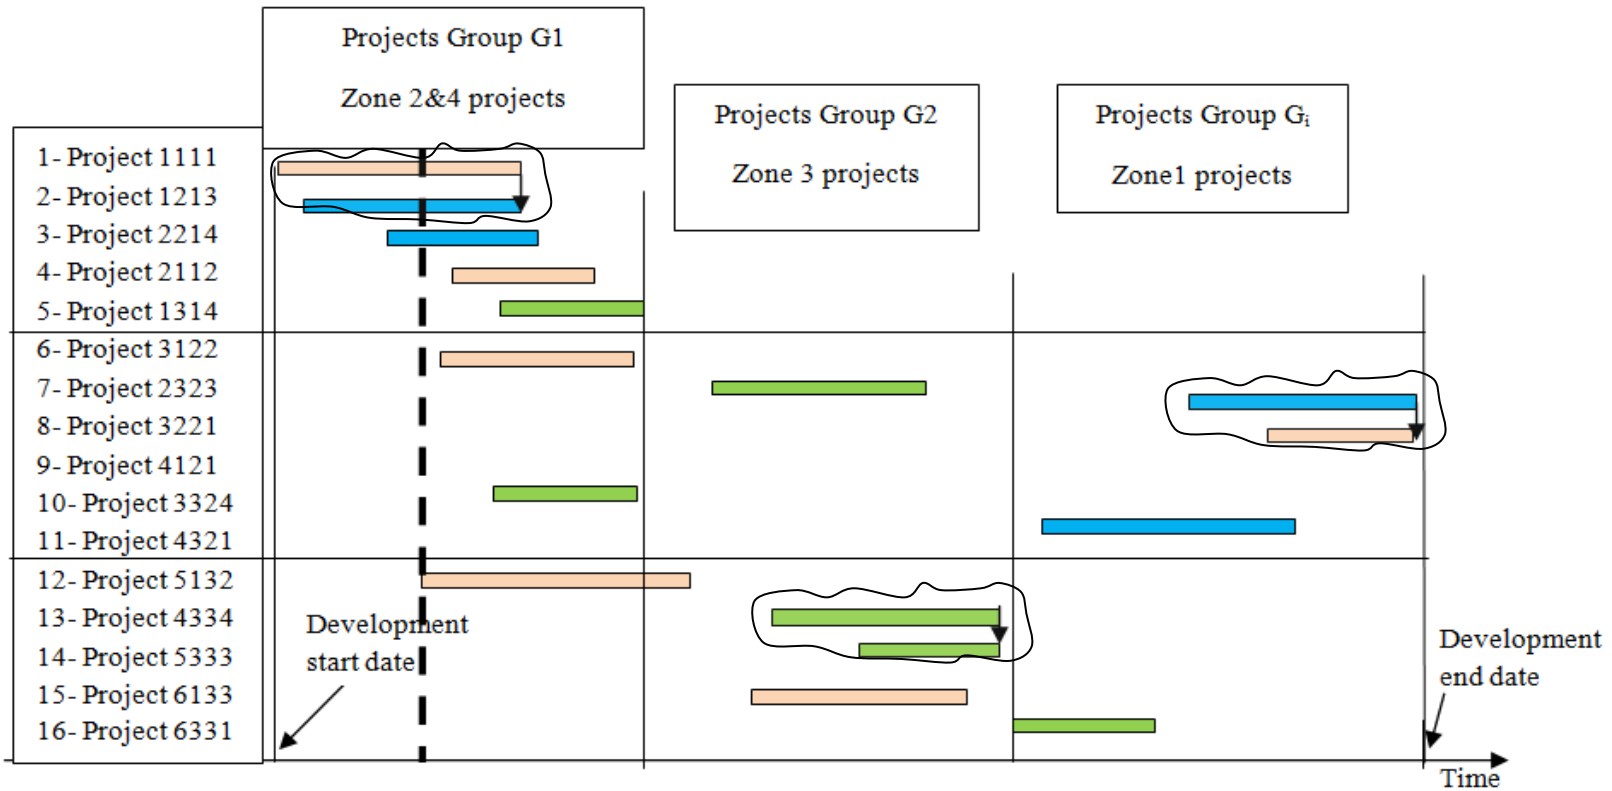 Projects Group G1
Zone 2&4 projects
Projects Group G2
Zone 3 projects
Projects Group Gi
Zone1 projects
1- Project 1111
2- Project 1213
3- Project 2214
4- Project 2112
5- Project 1314
6- Project 3122
7- Project 2323
8- Project 3221
9- Project 4121
10- Project 3324
11- Project 4321
12- Project 5132
13- Project 4334
14- Project 5333
15- Project 6133
16- Project 6331
Development
start date
Development
end date
Time